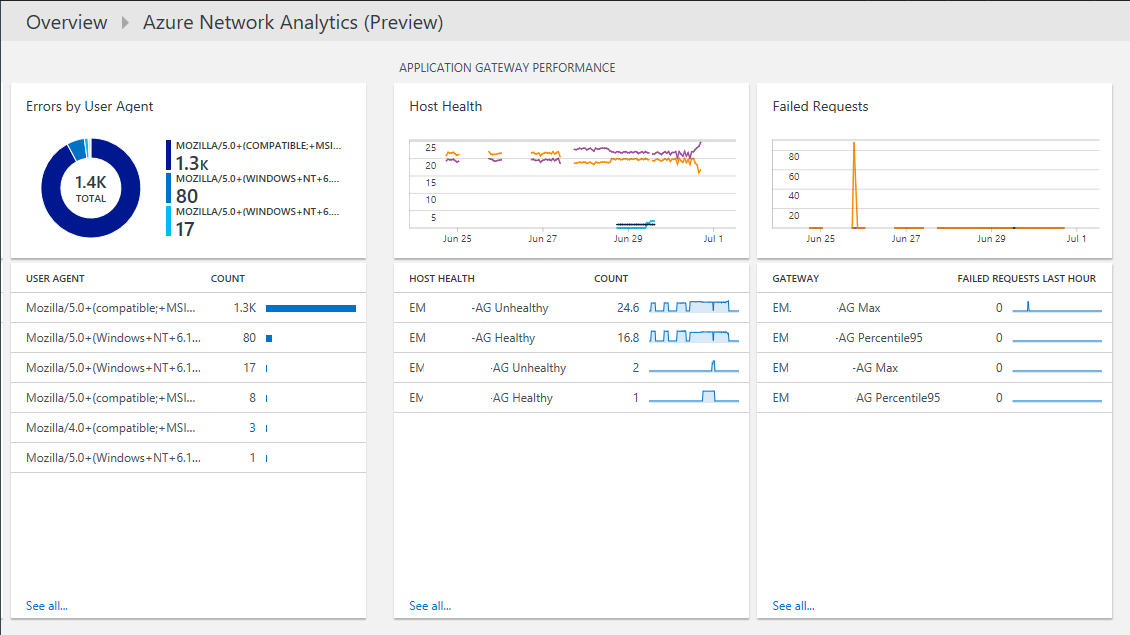 Overview Azure Network Analytics (Preview)
APPLICATION GATEWAY PERFORMANCE
Errors by User Agent
1.4K
TOTAL
MOZILLA/5.0+(COMPATIBLE;+MSI...
1.3K
MOZILLA/5.0+(WINDOWS+NT+6....
80
MOZILLA/5.0+(WINDOWS+NT+6....
17
USER AGENT COUNT
Mozilla/5.0+(compatible;+MSI... 1.3K
Mozilla/5.0+(Windows+NT+6.1... 80
Mozilla/5.0+(Windows+NT+6.1... 17
Mozilla/5.0+(compatible;+MSI... 8
Mozilla/4.0+(compatible;+MSI... 3
Mozilla/5.0+(Windows+NT+6.1... 1
See all...
Host Health
25
20
15
10
5
Jun 25 Jun 27 Jun 29 Jul 1
HOST HEALTH COUNT
EM -AG Unhealthy 24.6
EM -AG Healthy 16.8
EM -AG Unhealthy 2
EM -AG Healthy 1
See all...
Failed Requests
80
60
40
20
Jun 25 Jun 27 Jun 29 Jul 1
GATEWAY FAILED REQUESTS LAST HOUR
EM. -AG Max 0
EM -AG Percentile95 0
EM -AG Max 0
EM AG Percentile95 0
See all...